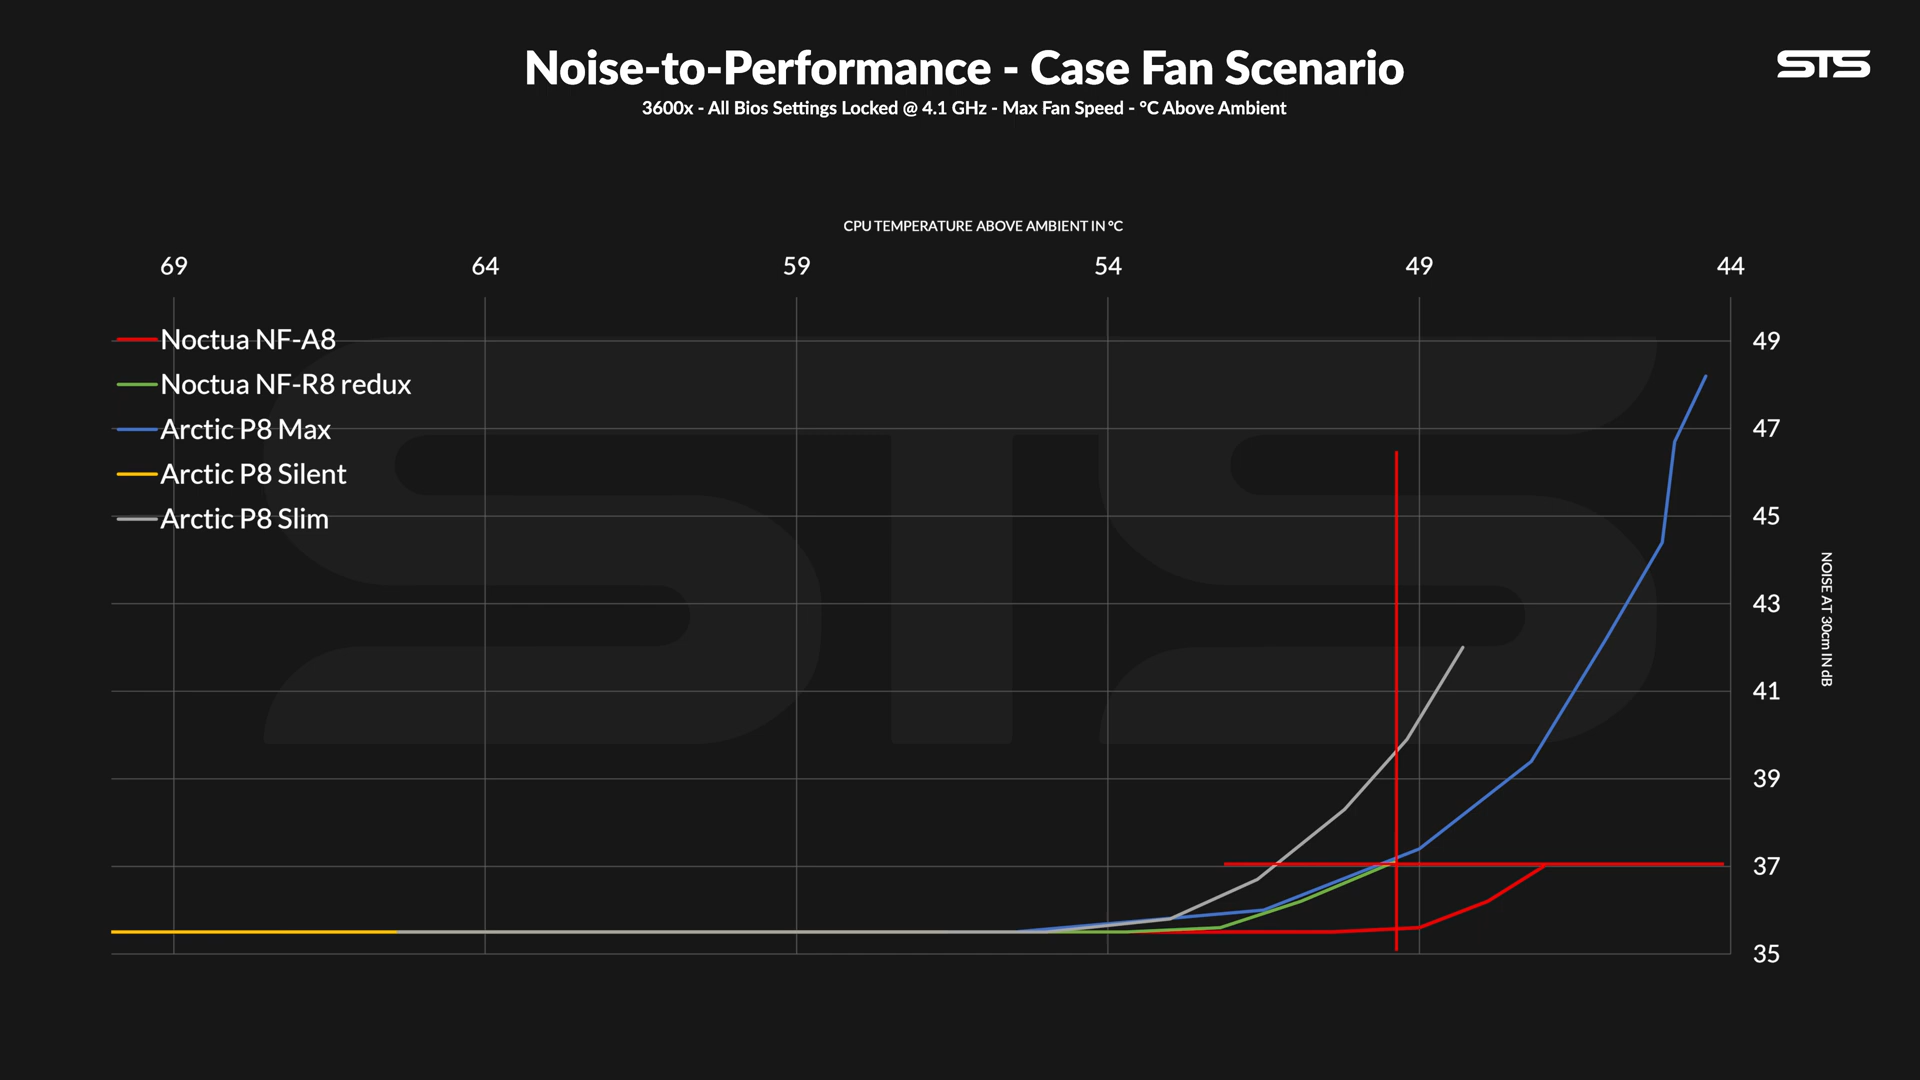 Noise-to-Performance - Case Fan Scenario
STS
3600x - All Bios Settings Locked @ 4.1 GHz - Max Fan Speed - °C Above Ambient
CPU TEMPERATURE ABOVE AMBIENT IN °C
69 64 59 54 49 44
Noctua NF-A8
Noctua NF-R8 redux
Arctic P8 Max
Arctic P8 Silent
Arctic P8 Slim
49
47
45
43
41
39
37
35
NOISE AT 30cm IN dB
STS